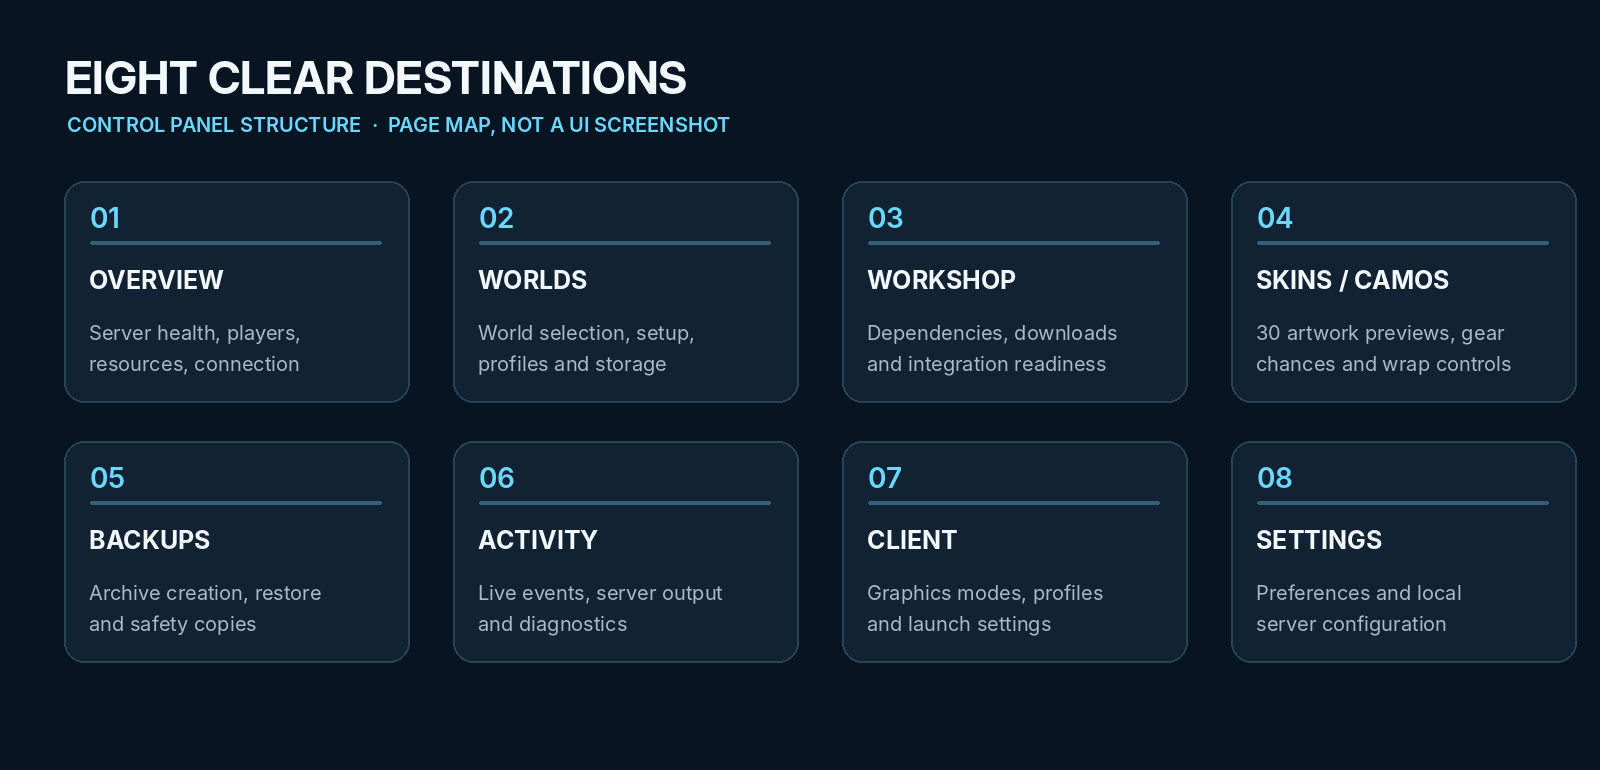 EIGHT CLEAR DESTINATIONS
CONTROL PANEL STRUCTURE · PAGE MAP, NOT A UI SCREENSHOT
01
OVERVIEW
Server health, players,
resources, connection
02
WORLDS
World selection, setup,
profiles and storage
03
WORKSHOP
Dependencies, downloads
and integration readiness
04
SKINS / CAMOS
30 artwork previews, gear
chances and wrap controls
05
BACKUPS
Archive creation, restore
and safety copies
06
ACTIVITY
Live events, server output
and diagnostics
07
CLIENT
Graphics modes, profiles
and launch settings
08
SETTINGS
Preferences and local
server configuration